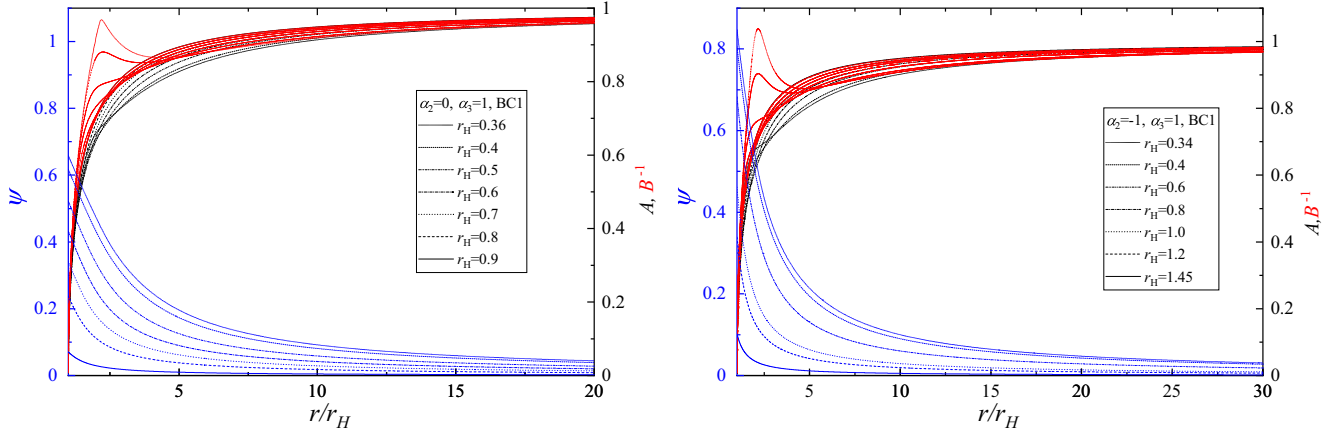 1
0.8
0.6
0.4
0.2
0
ψ
α₂=0, α₃=1, BC1
r_H=0.36
r_H=0.4
r_H=0.5
r_H=0.6
r_H=0.7
r_H=0.8
r_H=0.9
1
0.8
0.6
0.4
0.2
0
A, B⁻¹
5 10 15 20
r/r_H
0.8
0.6
0.4
0.2
0
ψ
α₂=-1, α₃=1, BC1
r_H=0.34
r_H=0.4
r_H=0.6
r_H=0.8
r_H=1.0
r_H=1.2
r_H=1.45
1
0.8
0.6
0.4
0.2
0
A, B⁻¹
5 10 15 20 25 30
r/r_H